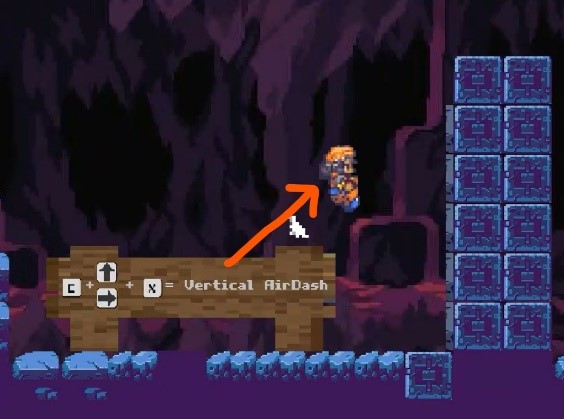 C + ↑ → + X = Vertical AirDash